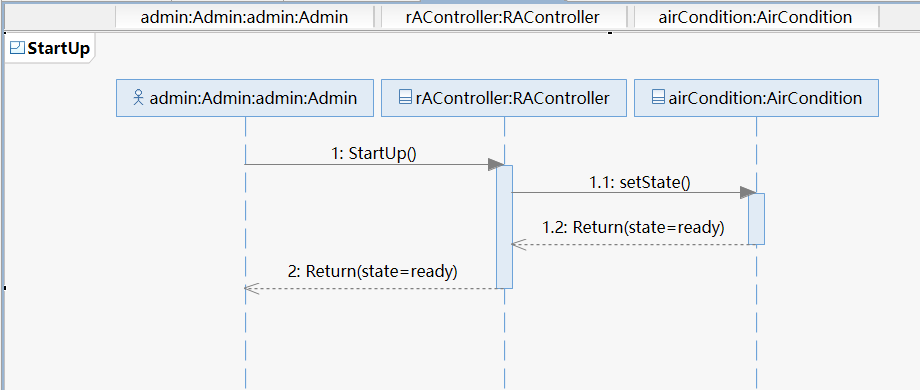 admin:Admin:admin:Admin rAController:RAController airCondition:AirCondition
StartUp
admin:Admin:admin:Admin rAController:RAController airCondition:AirCondition
1: StartUp()
1.1: setState()
1.2: Return(state=ready)
2: Return(state=ready)